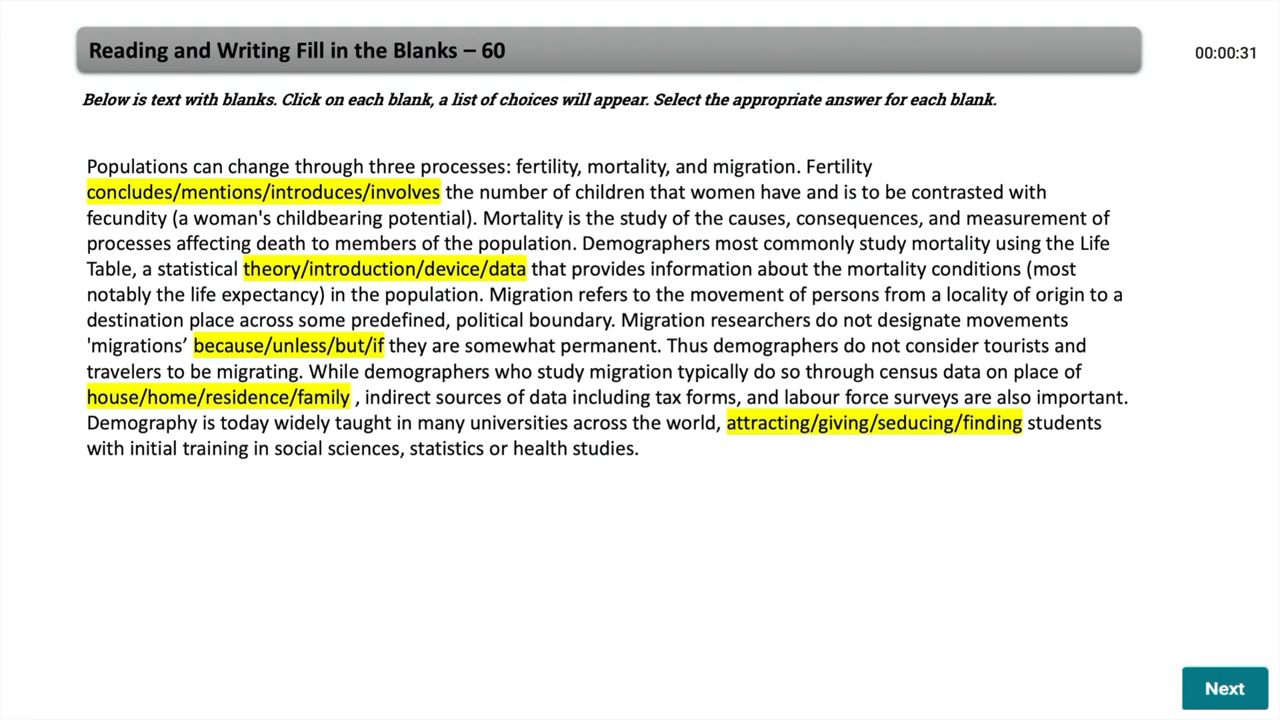 Reading and Writing Fill in the Blanks – 60
00:00:31
Below is text with blanks. Click on each blank, a list of choices will appear. Select the appropriate answer for each blank.
Populations can change through three processes: fertility, mortality, and migration. Fertility
concludes/mentions/introduces/involves the number of children that women have and is to be contrasted with
fecundity (a woman's childbearing potential). Mortality is the study of the causes, consequences, and measurement of
processes affecting death to members of the population. Demographers most commonly study mortality using the Life
Table, a statistical theory/introduction/device/data that provides information about the mortality conditions (most
notably the life expectancy) in the population. Migration refers to the movement of persons from a locality of origin to a
destination place across some predefined, political boundary. Migration researchers do not designate movements
'migrations’ because/unless/but/if they are somewhat permanent. Thus demographers do not consider tourists and
travelers to be migrating. While demographers who study migration typically do so through census data on place of
house/home/residence/family , indirect sources of data including tax forms, and labour force surveys are also important.
Demography is today widely taught in many universities across the world, attracting/giving/seducing/finding students
with initial training in social sciences, statistics or health studies.
Next